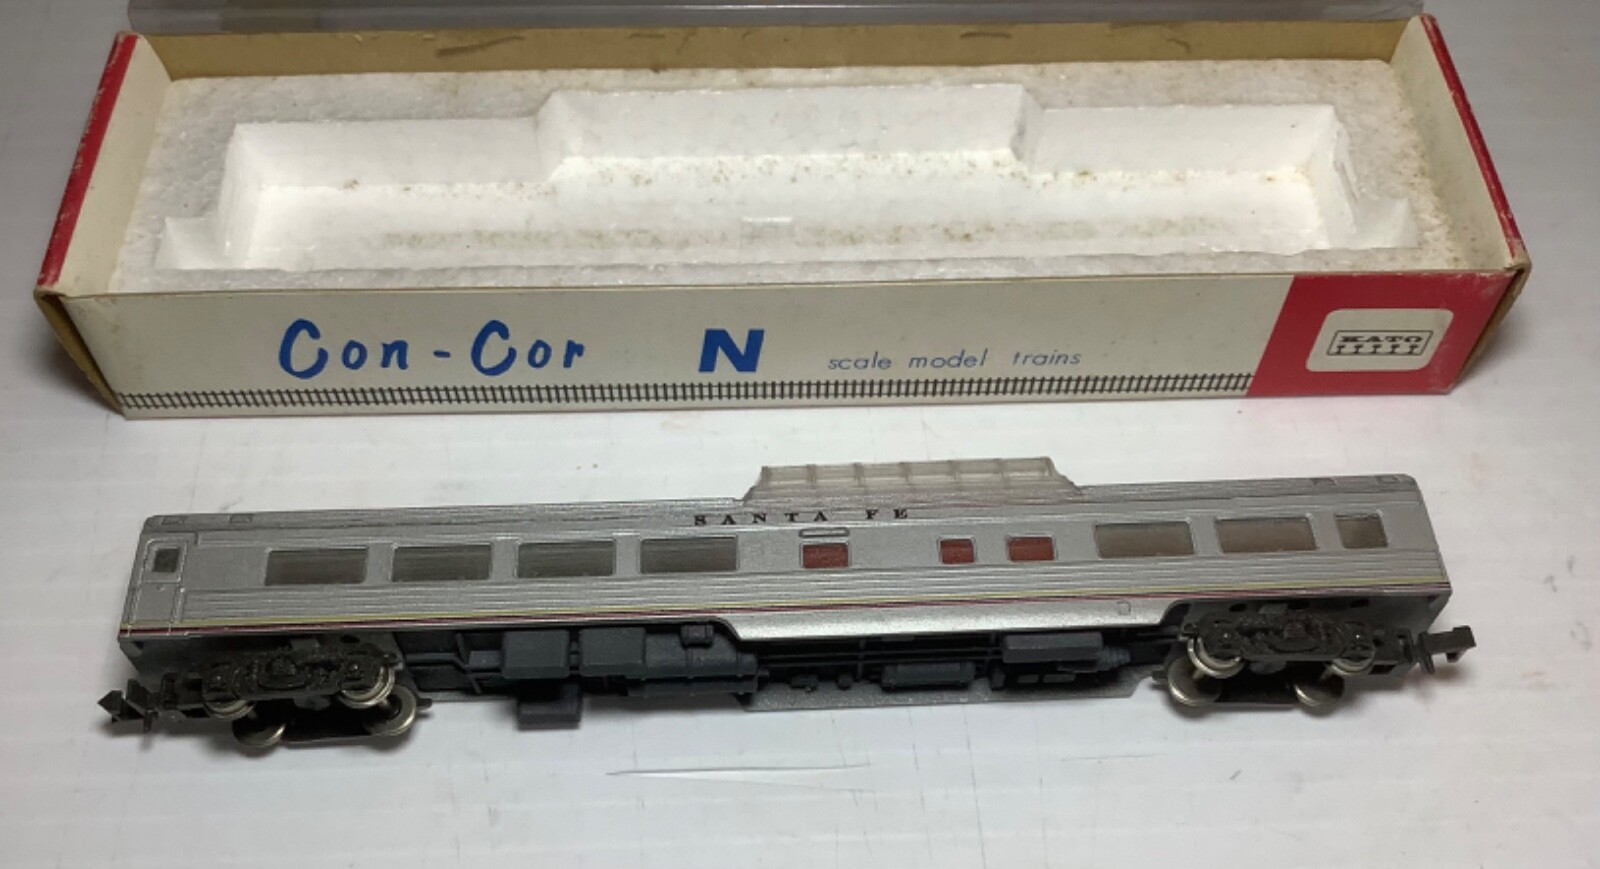 Con-Cor N scale model trains
KATO
SANTA FE